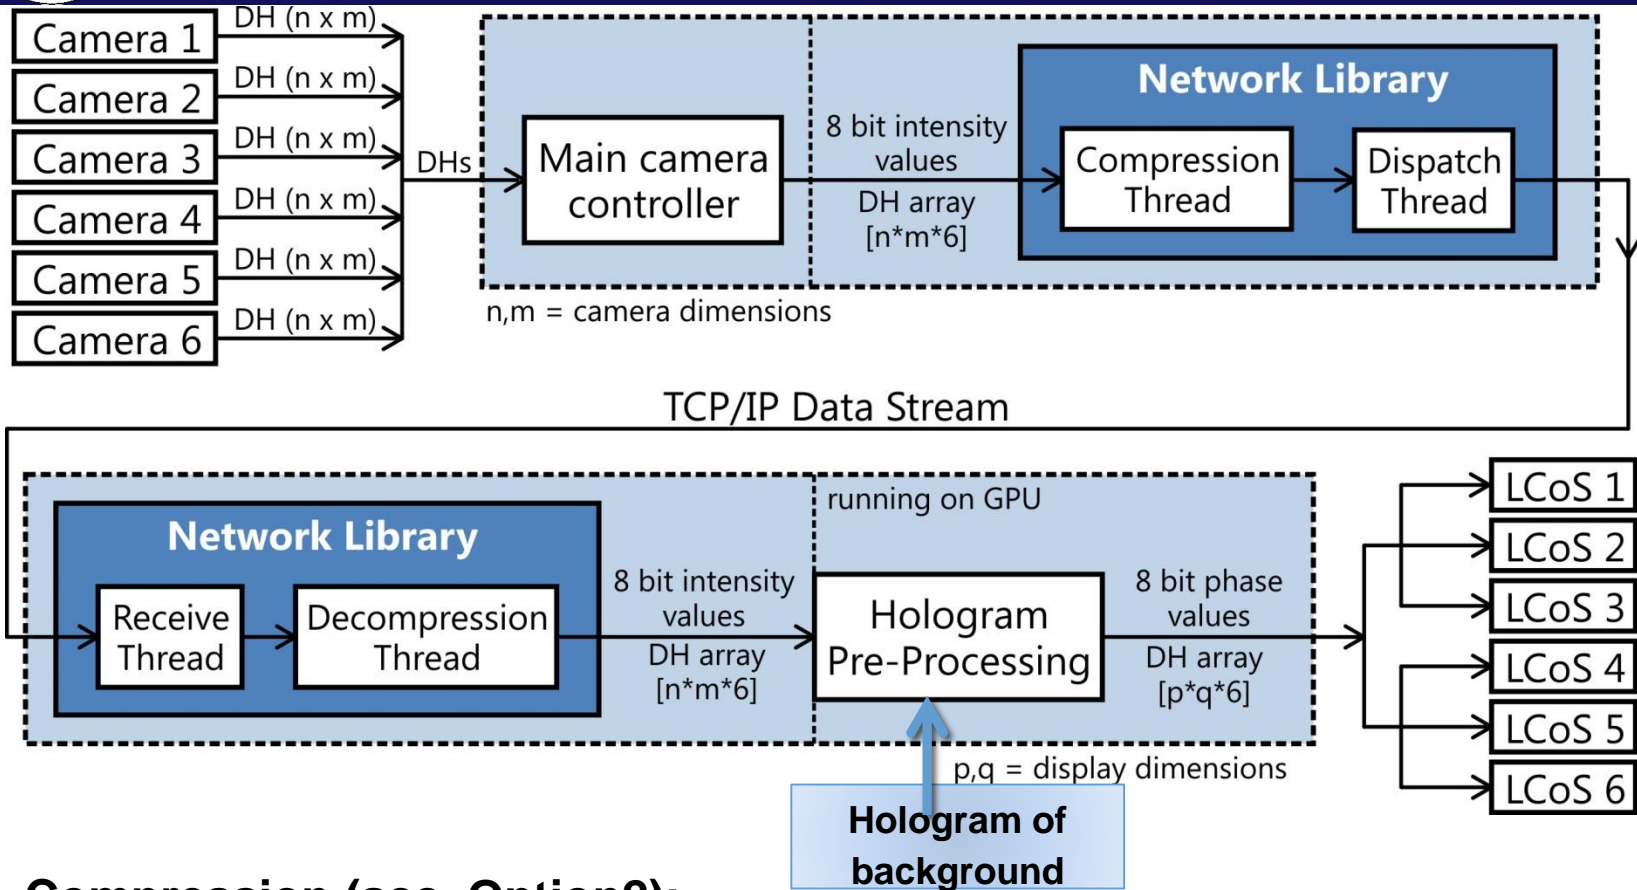 Camera 1
DH (n x m)
Camera 2
DH (n x m)
Camera 3
DH (n x m)
Camera 4
DH (n x m)
Camera 5
DH (n x m)
Camera 6
DH (n x m)
DHs
Main camera
controller
8 bit intensity
values
DH array
[n*m*6]
Network Library
Compression
Thread
Dispatch
Thread
n,m = camera dimensions
TCP/IP Data Stream
Network Library
Receive
Thread
Decompression
Thread
8 bit intensity
values
DH array
[n*m*6]
running on GPU
Hologram
Pre-Processing
8 bit phase
values
DH array
[p*q*6]
p,q = display dimensions
LCoS 1
LCoS 2
LCoS 3
LCoS 4
LCoS 5
LCoS 6
Hologram of
background
Compression